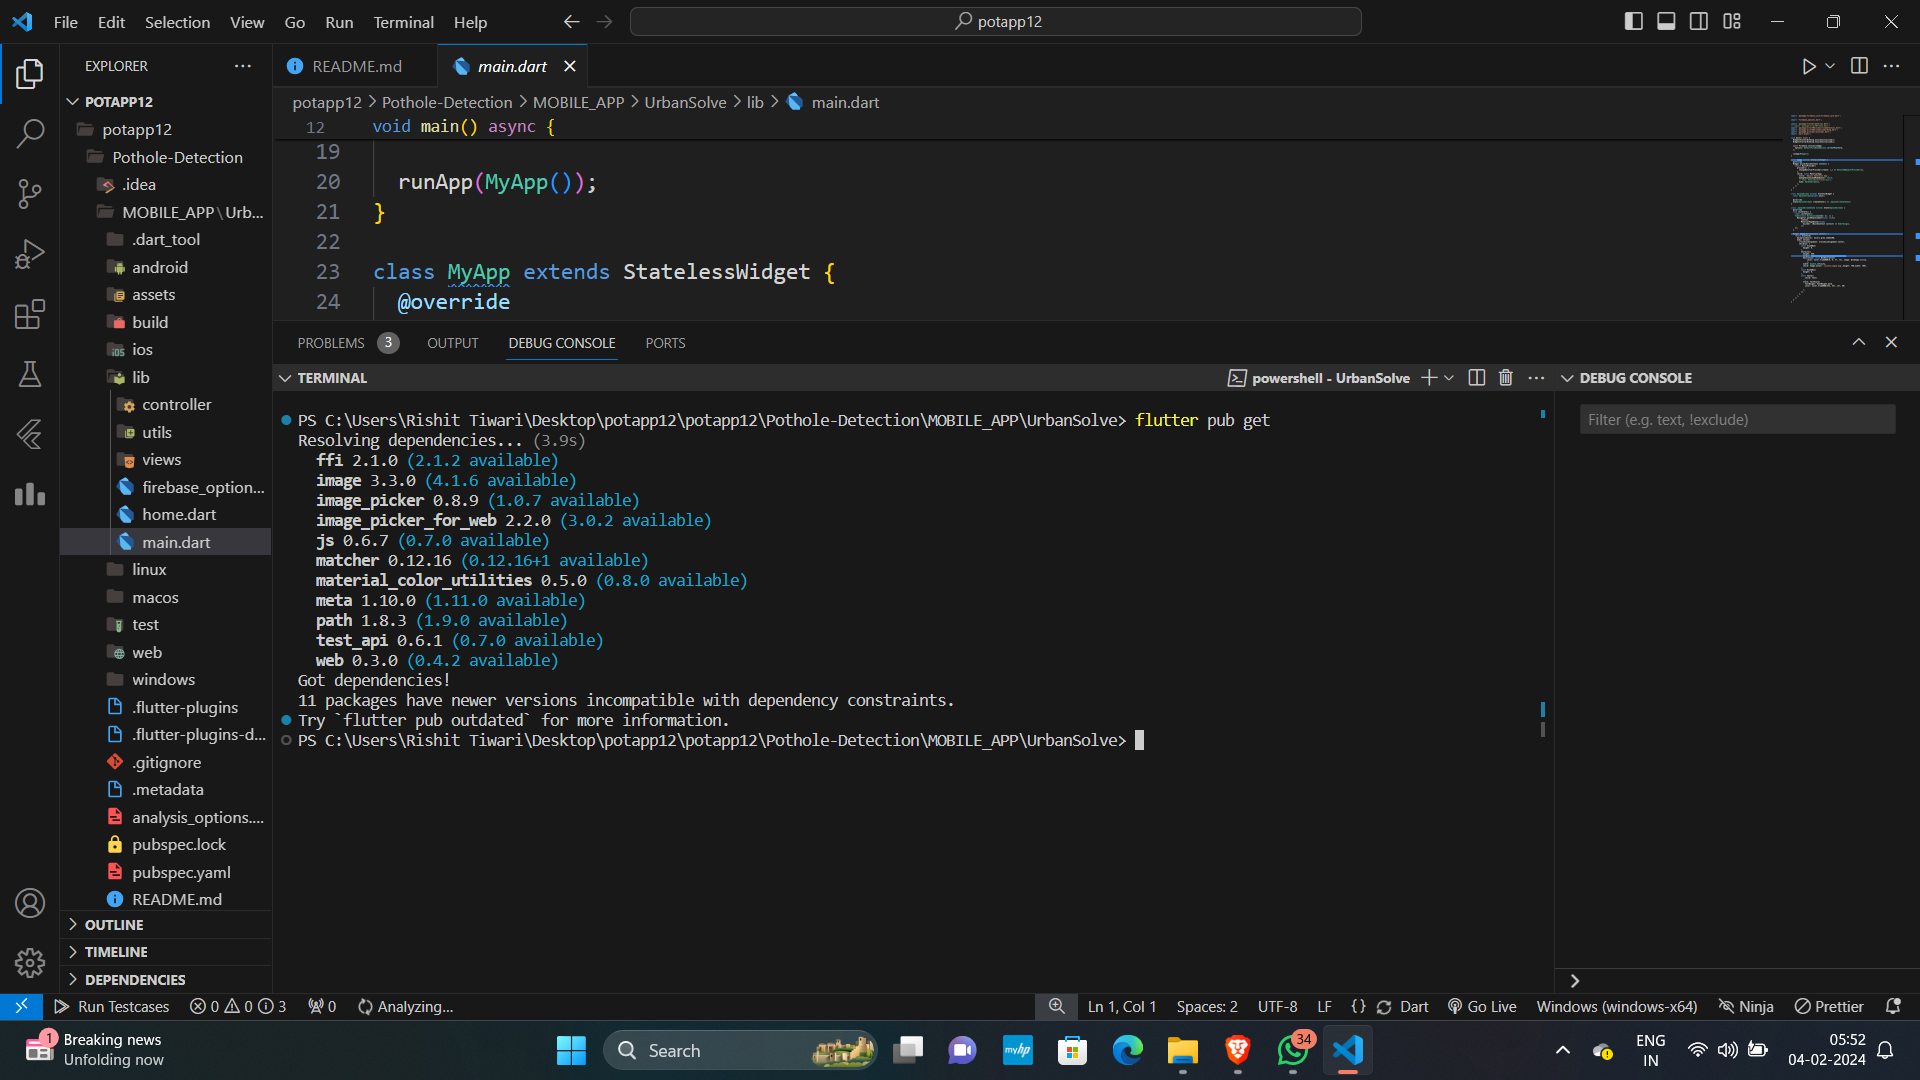 File Edit Selection View Go Run Terminal Help
potapp12
EXPLORER
README.md
main.dart
POTAPP12
potapp12 > Pothole-Detection > MOBILE_APP > UrbanSolve > lib > main.dart
potapp12
Pothole-Detection
.idea
MOBILE_APP\Urb...
.dart_tool
android
assets
build
ios
lib
controller
utils
views
firebase_option...
home.dart
main.dart
linux
macos
test
web
windows
.flutter-plugins
.flutter-plugins-d...
.gitignore
.metadata
analysis_options....
pubspec.lock
pubspec.yaml
README.md
OUTLINE
TIMELINE
DEPENDENCIES
12 void main() async {
19
20 runApp(MyApp());
21 }
22
23 class MyApp extends StatelessWidget {
24 @override
PROBLEMS 3 OUTPUT DEBUG CONSOLE PORTS
TERMINAL
powershell - UrbanSolve
PS C:\Users\Rishit Tiwari\Desktop\potapp12\potapp12\Pothole-Detection\MOBILE_APP\UrbanSolve> flutter pub get
Resolving dependencies... (3.9s)
ffi 2.1.0 (2.1.2 available)
image 3.3.0 (4.1.6 available)
image_picker 0.8.9 (1.0.7 available)
image_picker_for_web 2.2.0 (3.0.2 available)
js 0.6.7 (0.7.0 available)
matcher 0.12.16 (0.12.16+1 available)
material_color_utilities 0.5.0 (0.8.0 available)
meta 1.10.0 (1.11.0 available)
path 1.8.3 (1.9.0 available)
test_api 0.6.1 (0.7.0 available)
web 0.3.0 (0.4.2 available)
Got dependencies!
11 packages have newer versions incompatible with dependency constraints.
Try `flutter pub outdated` for more information.
PS C:\Users\Rishit Tiwari\Desktop\potapp12\potapp12\Pothole-Detection\MOBILE_APP\UrbanSolve>
DEBUG CONSOLE
Filter (e.g. text, !exclude)
Run Testcases 0 0 3 0 Analyzing...
Ln 1, Col 1 Spaces: 2 UTF-8 LF {} Dart Go Live Windows (windows-x64) Ninja Prettier
1
Breaking news
Unfolding now
Search
myhp
34
ENG
IN
05:52
04-02-2024